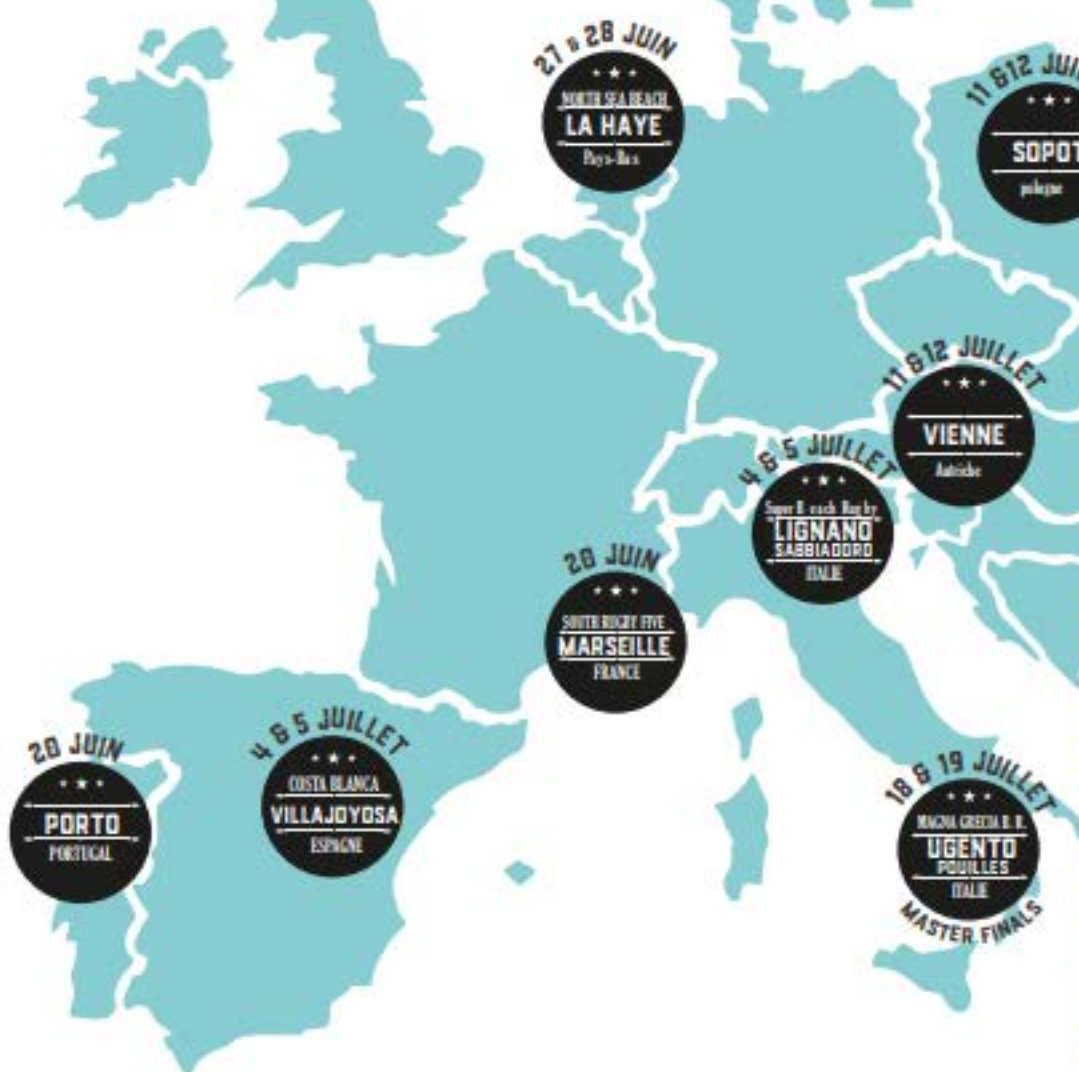 27 & 28 JUIN
NORTH SEA BEACH
LA HAYE
Pays-Bas
11 &12 JUI
SOPOT
pologne
11 &12 JUILLET
VIENNE
Autriche
4 & 5 JUILLET
Super B each Rugby
LIGNANO
SABBIADORO
ITALIE
JUIN
SOUTH RUGBY FIVE
MARSEILLE
FRANCE
4 & 5 JUILLET
COSTA BLANCA
VILLAJOYOSA
ESPAGNE
20 JUIN
PORTO
PORTUGAL
18 & 19 JUILLET
MAGNA GRECIA B. R.
UGENTO
POUILLES
ITALIE
MASTER FINALS